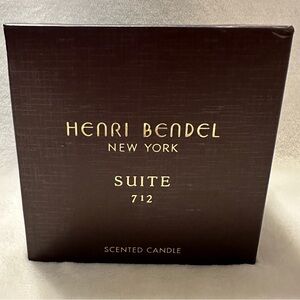 HENRI BENDEL
NEW YORK
SUITE
712
SCENTED CANDLE